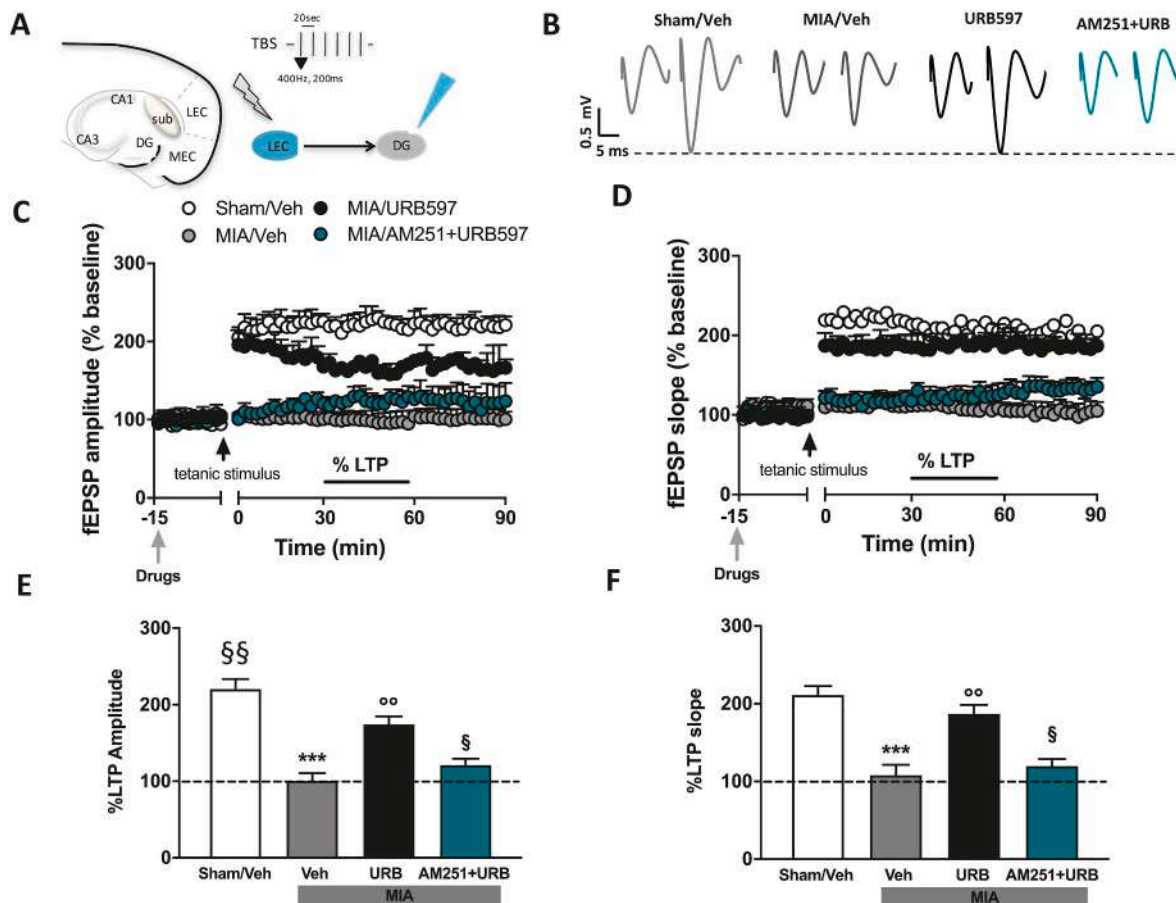 A
20sec
TBS
400Hz, 200ms
CA1
sub
LEC
CA3
DG
MEC
LEC
DG
B
Sham/Veh
MIA/Veh
URB597
AM251+URB
0.5 mV
5 ms
C
Sham/Veh
MIA/URB597
MIA/Veh
MIA/AM251+URB597
fEPSP amplitude (% baseline)
300
200
100
0
tetanic stimulus
% LTP
-15
0
30
60
90
Time (min)
Drugs
D
fEPSP slope (% baseline)
300
200
100
0
tetanic stimulus
% LTP
-15
0
30
60
90
Time (min)
Drugs
E
%LTP Amplitude
300
200
100
0
§§
***
°°
§
Sham/Veh
Veh
URB
AM251+URB
MIA
F
%LTP slope
300
200
100
0
***
°°
§
Sham/Veh
Veh
URB
AM251+URB
MIA